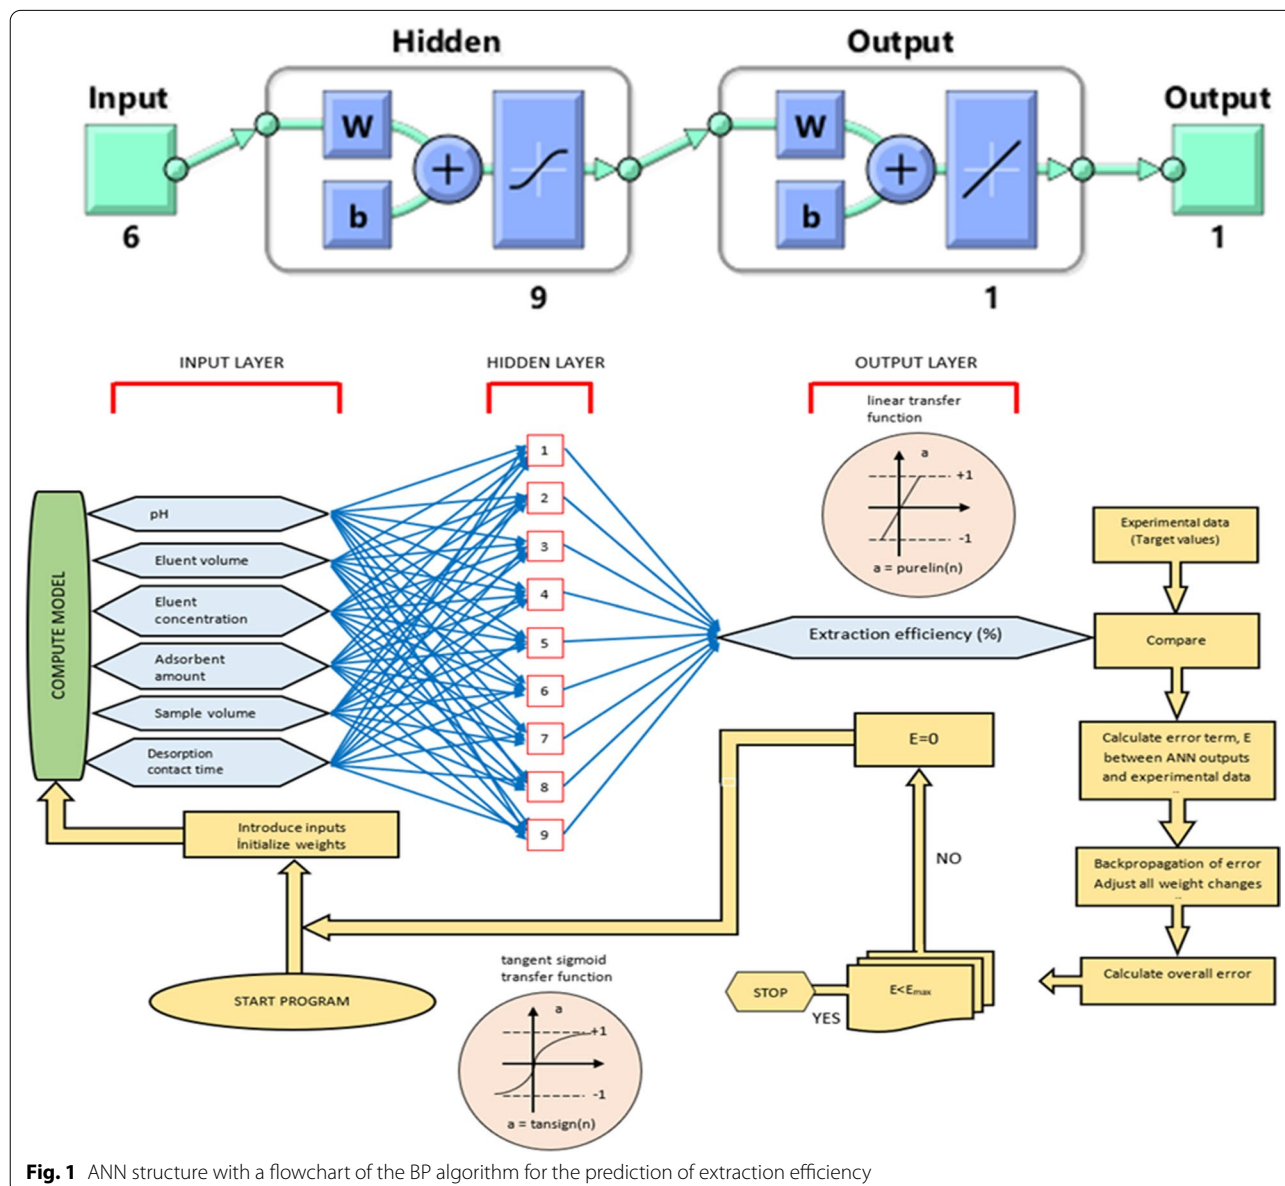 Hidden
Output
Input
Output
W
b
W
b
6
9
1
1
INPUT LAYER
HIDDEN LAYER
OUTPUT LAYER
linear transfer
function
a
+1
-1
a = purelin(n)
COMPUTE MODEL
pH
Eluent volume
Eluent
concentration
Adsorbent
amount
Sample volume
Desorption
contact time
1
2
3
4
5
6
7
8
9
Extraction efficiency (%)
Experimental data
(Target values)
Compare
Calculate error term, E
between ANN outputs
and experimental data
..
Backpropagation of error
Adjust all weight changes
..
Calculate overall error
E=0
NO
E<Emax
YES
STOP
Introduce inputs
İnitialize weights
START PROGRAM
tangent sigmoid
transfer function
a
+1
-1
a = tansign(n)
Fig. 1 ANN structure with a flowchart of the BP algorithm for the prediction of extraction efficiency